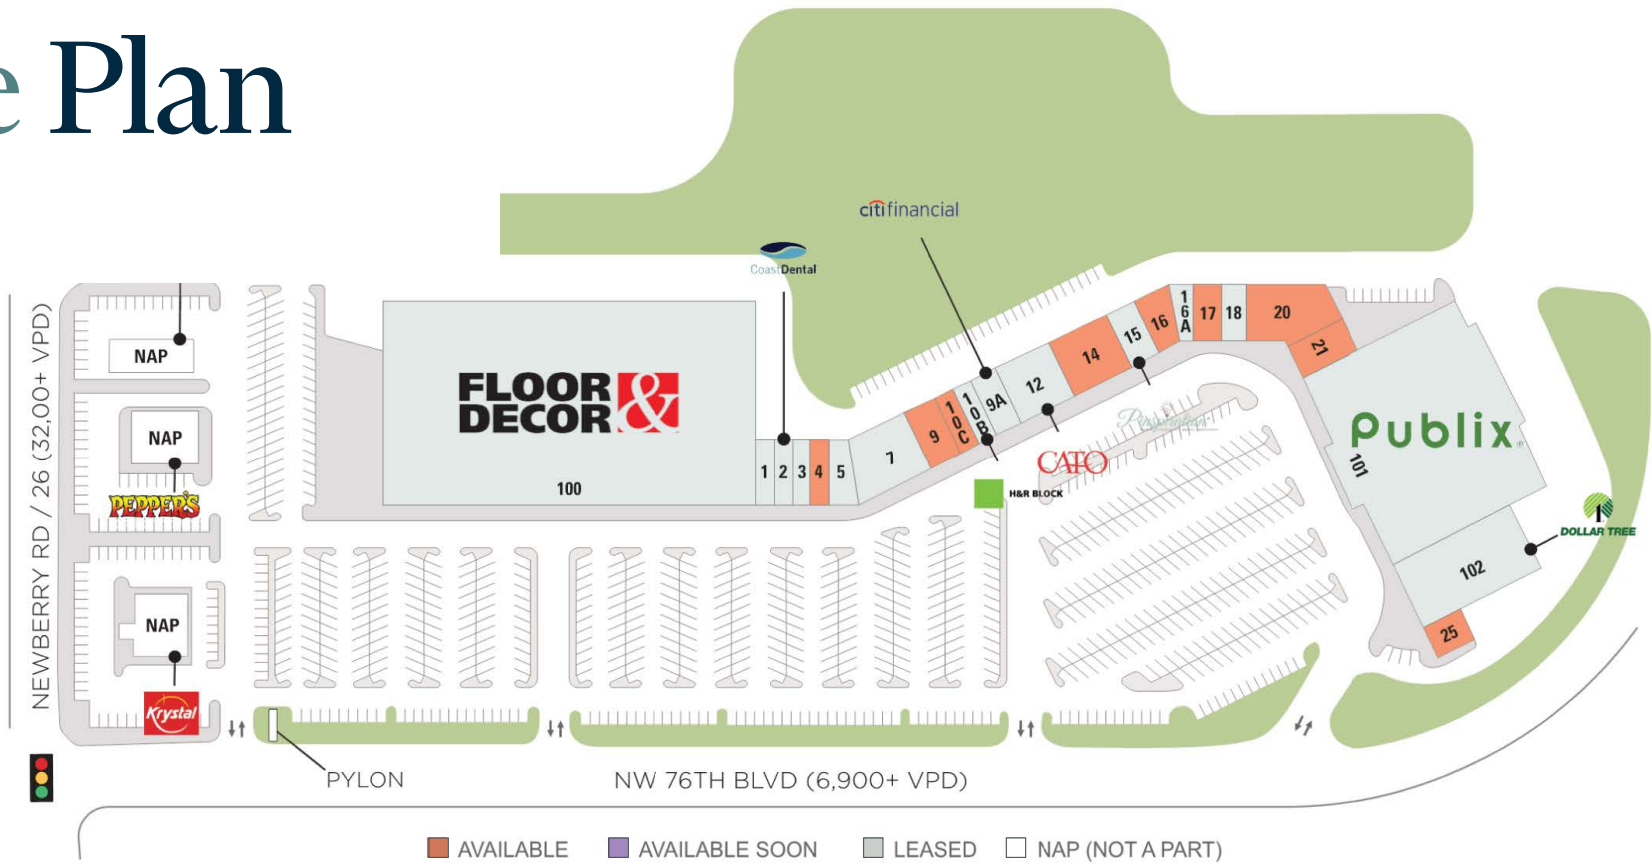 e Plan
citifinancial
CoastDental
NEWBERRY RD / 26 (32,00+ VPD)
NAP
NAP
PEPPER'S
NAP
Krystal
FLOOR &
DECOR
100
1
2
3
4
5
7
9
10C
10B
9A
12
14
15
16
16A
17
18
20
21
Publix
101
102
25
DOLLAR TREE
CATO
H&R BLOCK
PYLON
NW 76TH BLVD (6,900+ VPD)
AVAILABLE
AVAILABLE SOON
LEASED
NAP (NOT A PART)